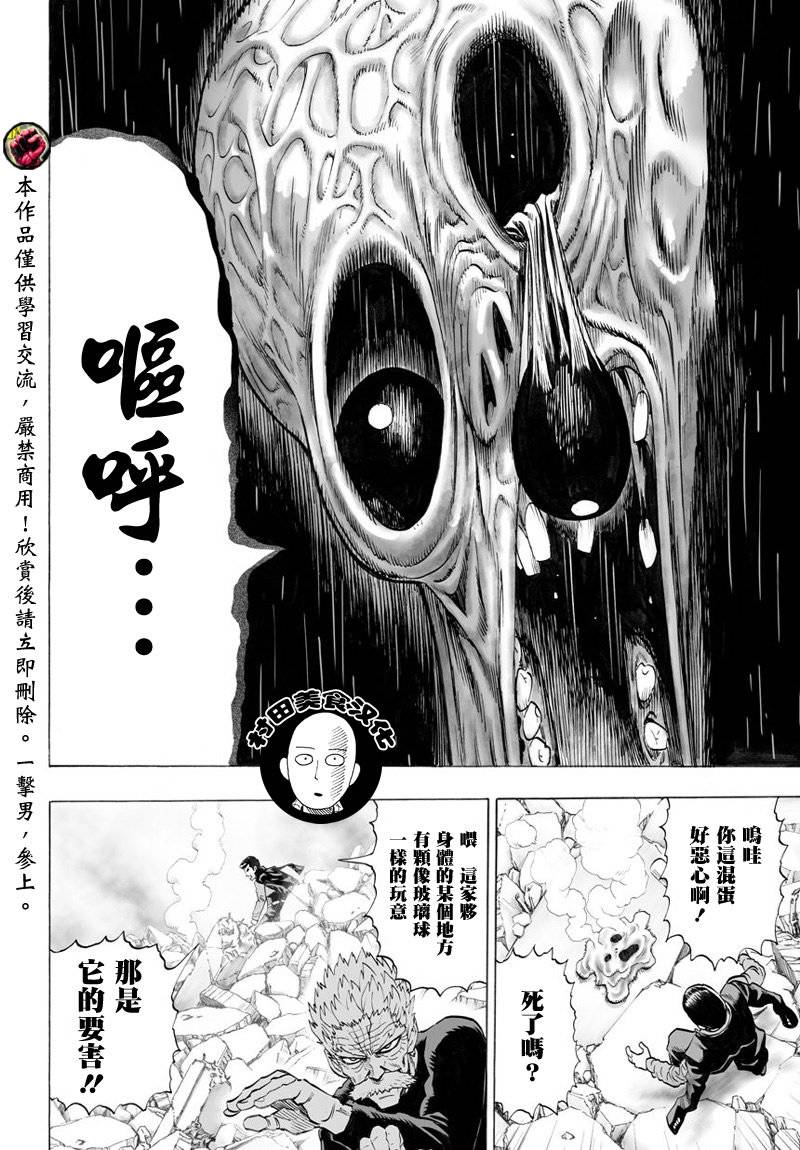 嘔呼⋯
嗚哇
你這混蛋
好惡心啊！
死了嗎？
喂 這家夥
身體的某個地方
有顆像玻璃球
一樣的玩意
那是
它的要害!!
村田美食汉化
本作品僅供學習交流，嚴禁商用！欣賞後請立即刪除。一擊男，參上。